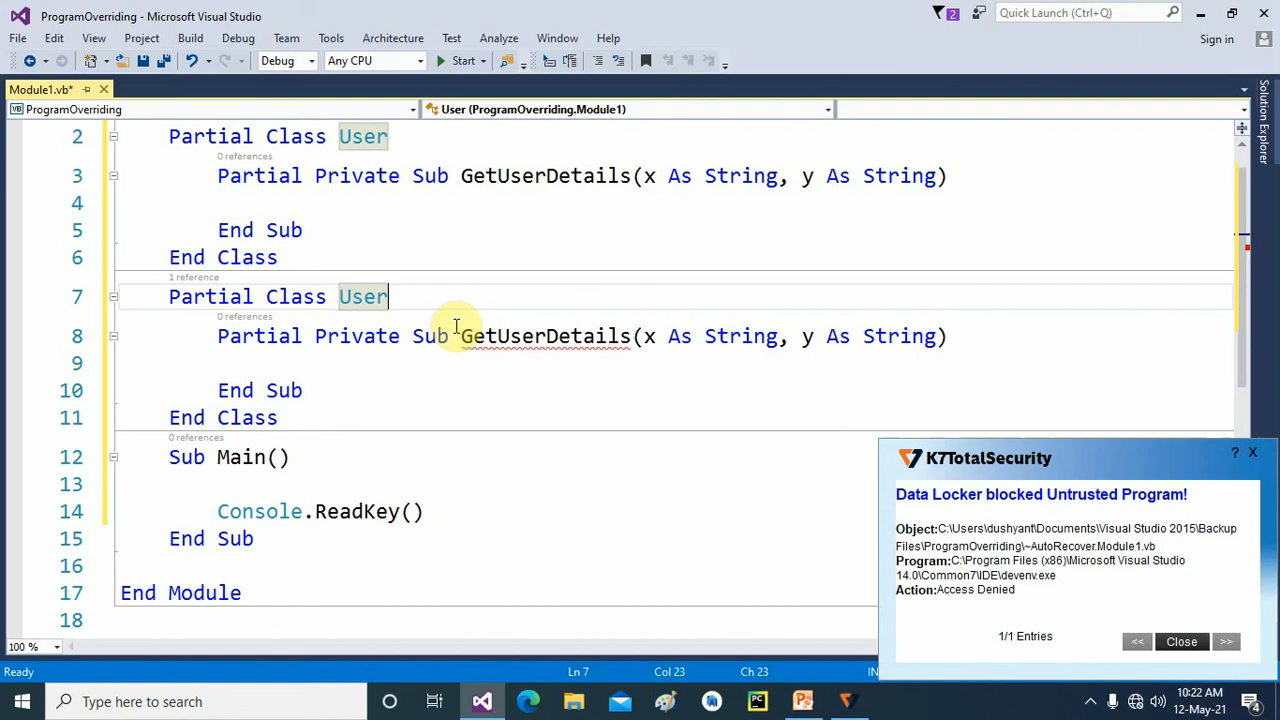 ProgramOverriding - Microsoft Visual Studio
2
Quick Launch (Ctrl+Q)
File Edit View Project Build Debug Team Tools Architecture Test Analyze Window Help
Sign in
Debug Any CPU Start
Module1.vb*
ProgramOverriding
User (ProgramOverriding.Module1)
Solution Explorer
2 Partial Class User
0 references
3 Partial Private Sub GetUserDetails(x As String, y As String)
4
5 End Sub
6 End Class
1 reference
7 Partial Class User
0 references
8 Partial Private Sub GetUserDetails(x As String, y As String)
9
10 End Sub
11 End Class
0 references
12 Sub Main()
13
14 Console.ReadKey()
15 End Sub
16
17 End Module
18
100 %
K7TotalSecurity
? X
Data Locker blocked Untrusted Program!
Object:C:\Users\dushyant\Documents\Visual Studio 2015\Backup
Files\ProgramOverriding\~AutoRecover.Module1.vb
Program:C:\Program Files (x86)\Microsoft Visual Studio
14.0\Common7\IDE\devenv.exe
Action:Access Denied
1/1 Entries
<< Close >>
Ready Ln 7 Col 23 Ch 23 IN
Type here to search
PC
10:22 AM
12-May-21
4